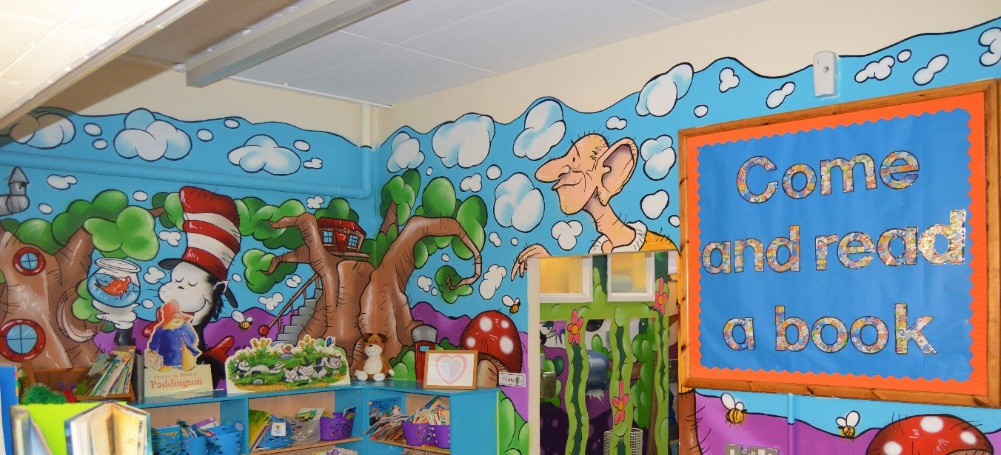 Come
and read
a book
Paddington